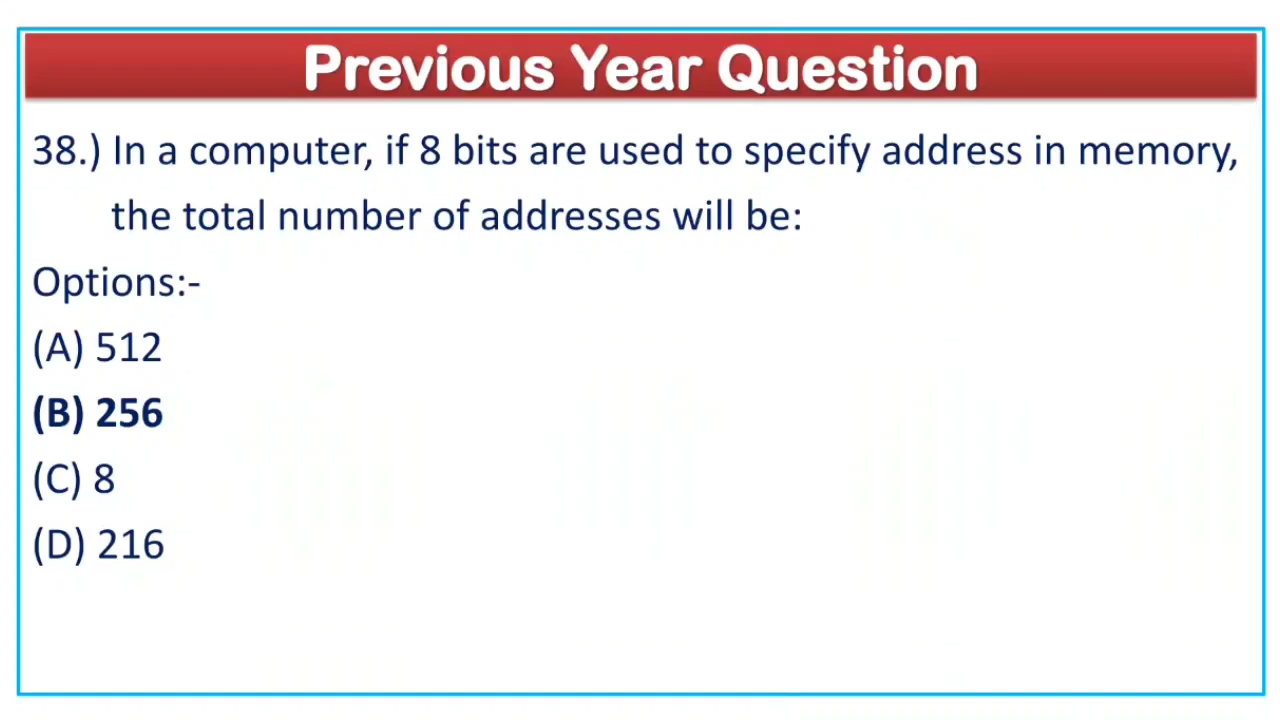 Previous Year Question
38.) In a computer, if 8 bits are used to specify address in memory,
the total number of addresses will be:
Options:-
(A) 512
(B) 256
(C) 8
(D) 216